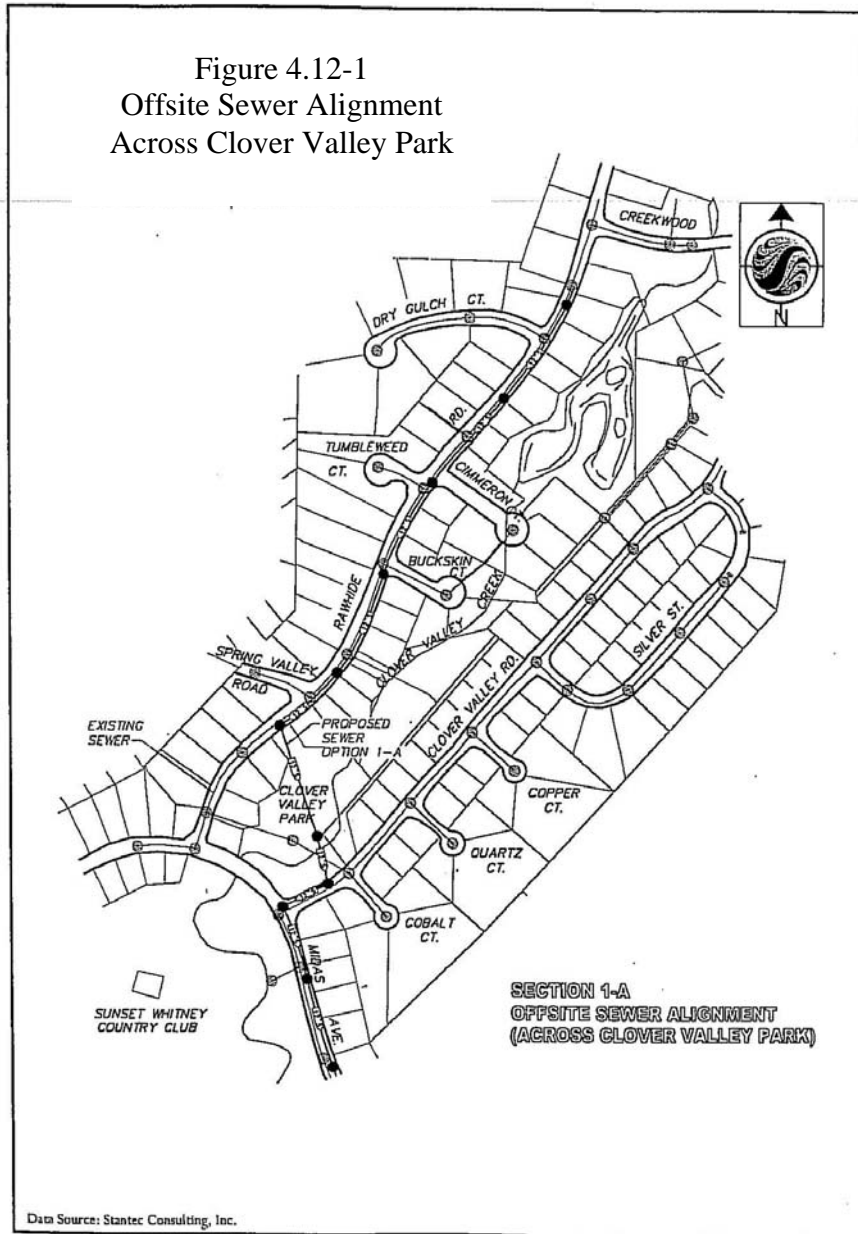 Figure 4.12-1
Offsite Sewer Alignment
Across Clover Valley Park
CREEKWOOD
N
DRY GULCH CT.
RD.
TUMBLEWEED
CT.
CIMMERON
BUCKSKIN
CT.
RAWHIDE
CLOVER VALLEY CREEK
SPRING VALLEY
ROAD
SILVER ST.
CLOVER VALLEY RD.
EXISTING
SEWER
PROPOSED
SEWER
OPTION 1-A
CLOVER
VALLEY
PARK
COPPER
CT.
QUARTZ
CT.
COBALT
CT.
MIDAS AVE.
SUNSET WHITNEY
COUNTRY CLUB
SECTION 1-A
OFFSITE SEWER ALIGNMENT
(ACROSS CLOVER VALLEY PARK)
Data Source: Stantec Consulting, Inc.